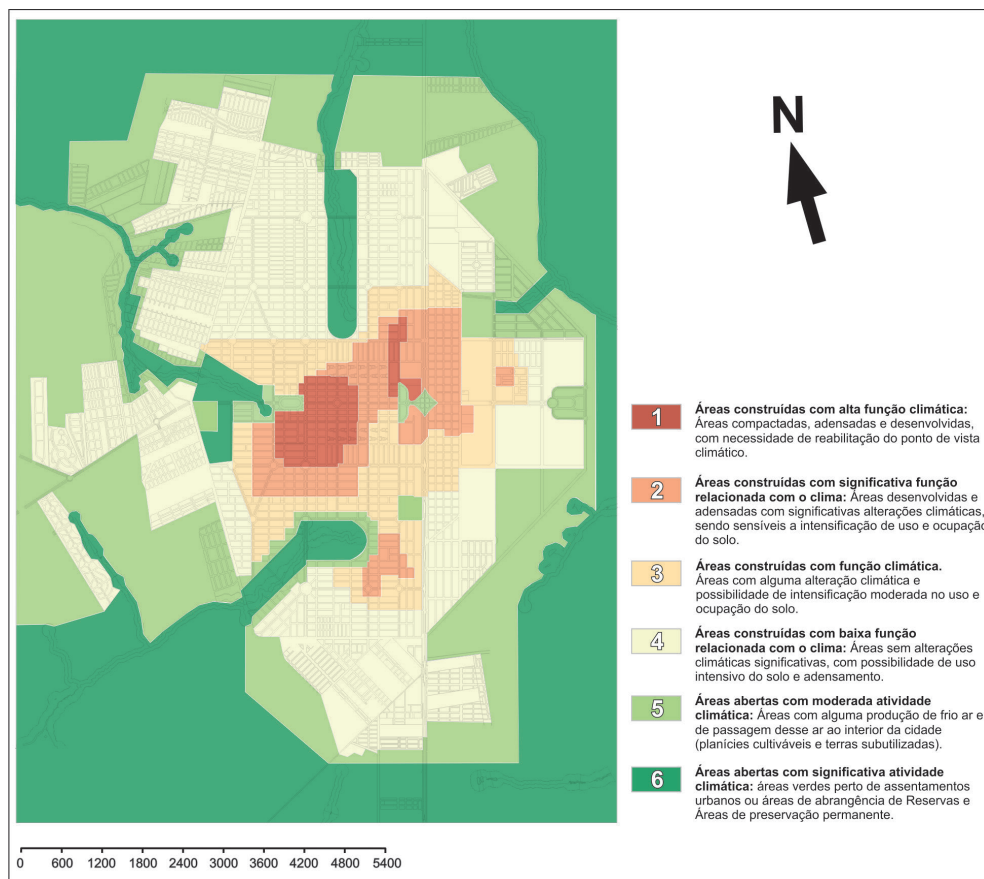 N
1
Áreas construídas com alta função climática:
Áreas compactadas, adensadas e desenvolvidas,
com necessidade de reabilitação do ponto de vista
climático.
2
Áreas construídas com significativa função
relacionada com o clima: Áreas desenvolvidas e
adensadas com significativas alterações climáticas,
sendo sensíveis a intensificação de uso e ocupação
do solo.
3
Áreas construídas com função climática.
Áreas com alguma alteração climática e
possibilidade de intensificação moderada no uso e
ocupação do solo.
4
Áreas construídas com baixa função
relacionada com o clima: Áreas sem alterações
climáticas significativas, com possibilidade de uso
intensivo do solo e adensamento.
5
Áreas abertas com moderada atividade
climática: Áreas com alguma produção de frio ar e
de passagem desse ar ao interior da cidade
(planícies cultiváveis e terras subutilizadas).
6
Áreas abertas com significativa atividade
climática: áreas verdes perto de assentamentos
urbanos ou áreas de abrangência de Reservas e
Áreas de preservação permanente.
0 600 1200 2400 3000 3600 4200 4800 5400